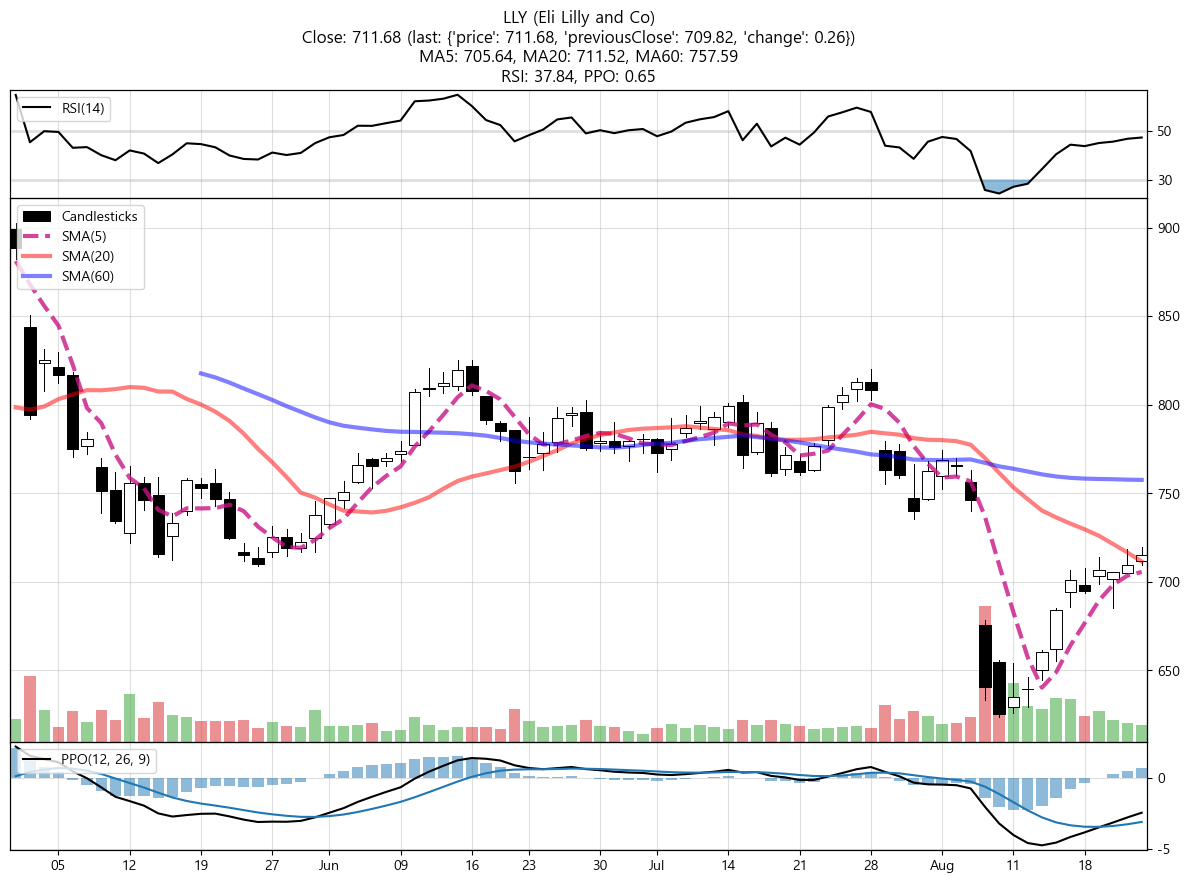 LLY (Eli Lilly and Co)
Close: 711.68 (last: {'price': 711.68, 'previousClose': 709.82, 'change': 0.26})
MA5: 705.64, MA20: 711.52, MA60: 757.59
RSI: 37.84, PPO: 0.65
RSI(14)
50
30
Candlesticks
SMA(5)
SMA(20)
SMA(60)
900
850
800
750
700
650
PPO(12, 26, 9)
0
-5
05 12 19 27 Jun 09 16 23 30 Jul 14 21 28 Aug 11 18